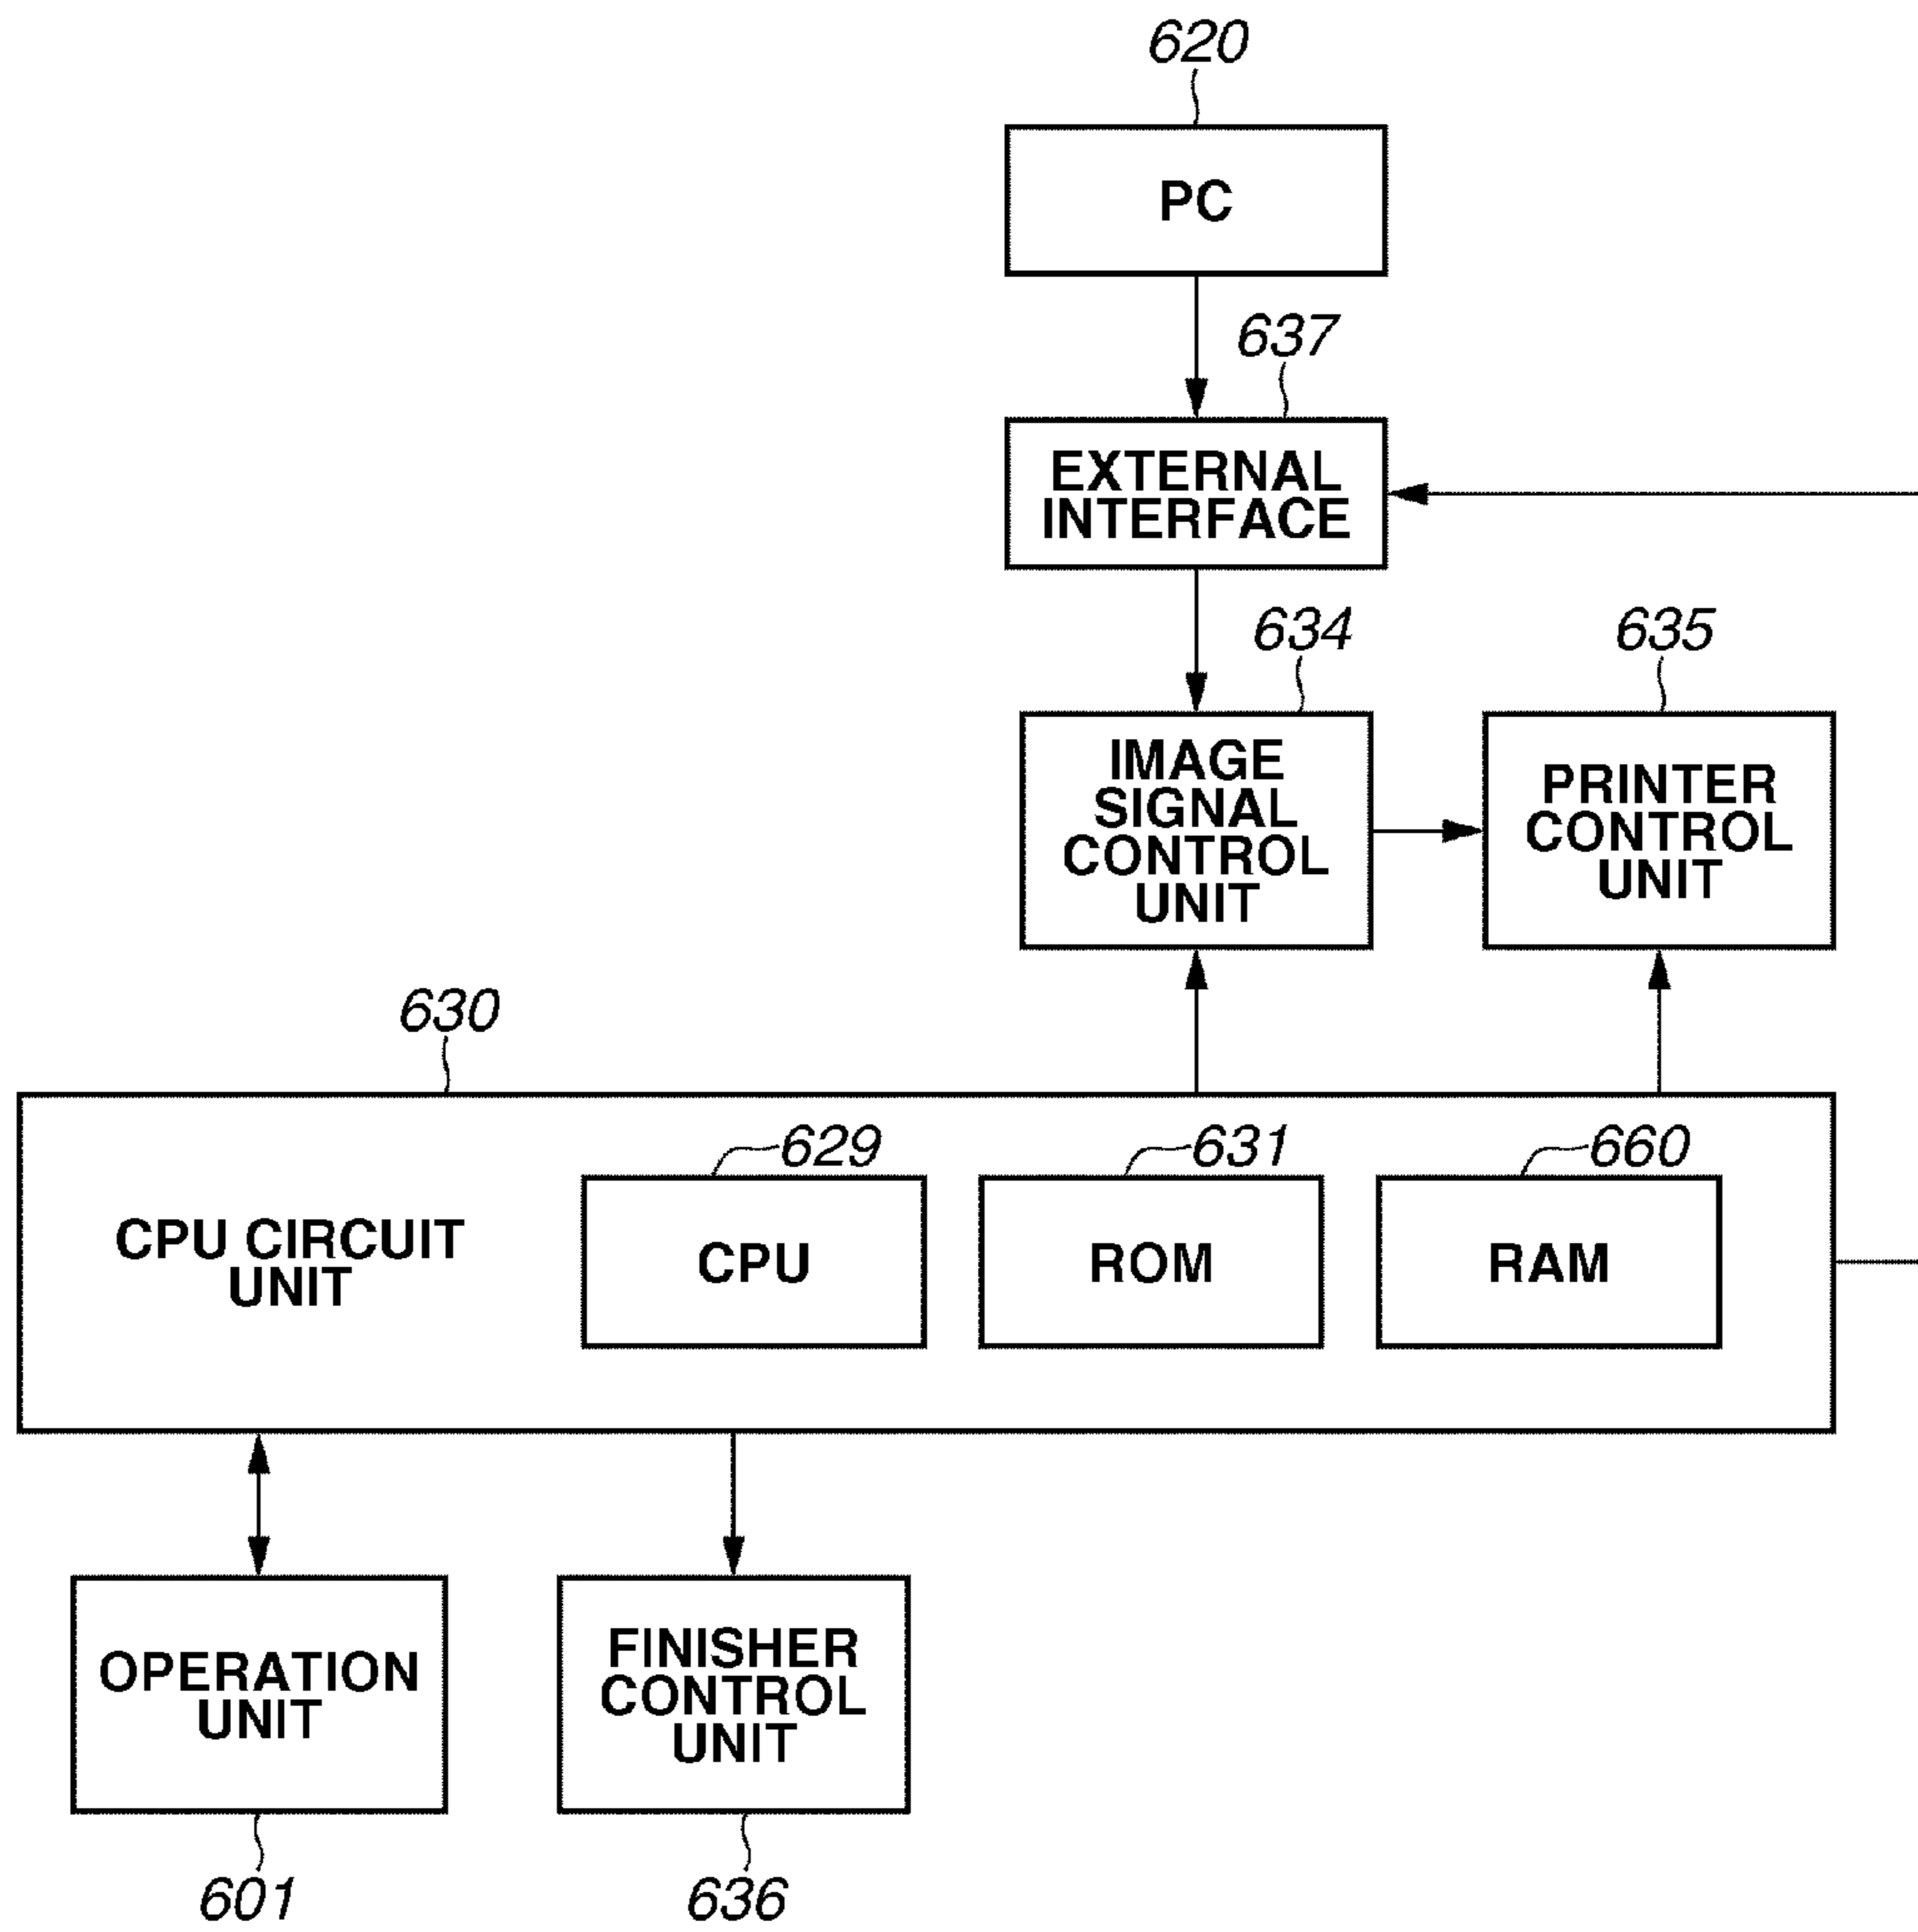 620
PC
637
EXTERNAL
INTERFACE
634
635
IMAGE
SIGNAL
CONTROL
UNIT
PRINTER
CONTROL
UNIT
630
629
631
660
CPU CIRCUIT
UNIT
CPU
ROM
RAM
OPERATION
UNIT
FINISHER
CONTROL
UNIT
601
636